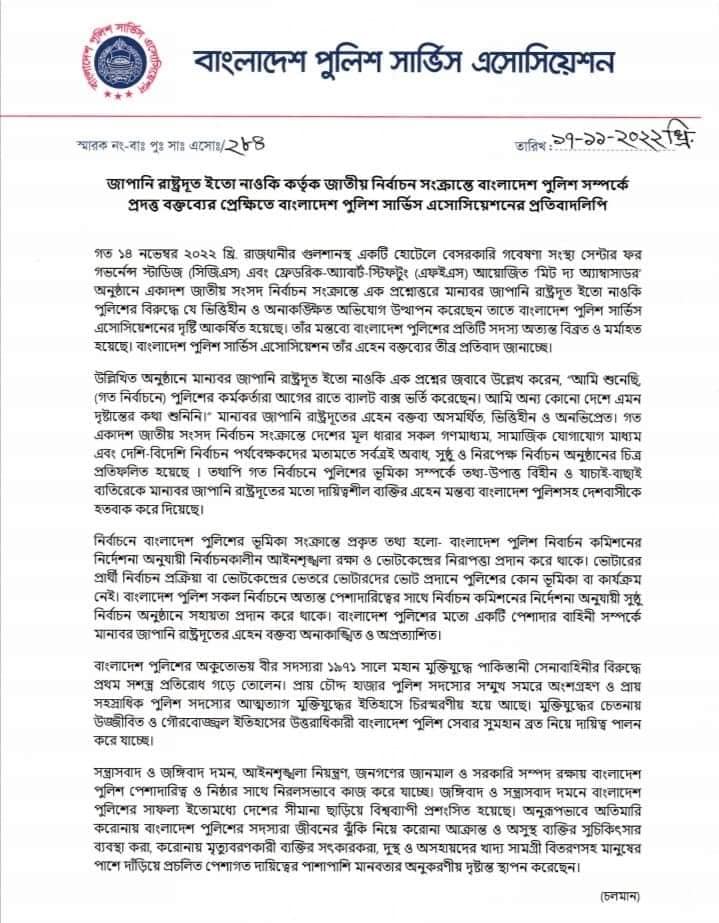 বাংলাদেশ পুলিশ সার্ভিস এসোসিয়েশন
বাংলাদেশ পুলিশ সার্ভিস এসোসিয়েশন
স্মারক নং-বাঃ পুঃ সাঃ এসোঃ/২৮৪
তারিখ: ১৭-১১-২০২২খ্রি.
জাপানি রাষ্ট্রদূত ইতো নাওকি কর্তৃক জাতীয় নির্বাচন সংক্রান্তে বাংলাদেশ পুলিশ সম্পর্কে
প্রদত্ত বক্তব্যের প্রেক্ষিতে বাংলাদেশ পুলিশ সার্ভিস এসোসিয়েশনের প্রতিবাদলিপি
গত ১৪ নভেম্বর ২০২২ খ্রি. রাজধানীর গুলশানস্থ একটি হোটেলে বেসরকারি গবেষণা সংস্থা সেন্টার ফর
গভর্নেন্স স্টাডিজ (সিজিএস) এবং ফ্রেডরিক-অ্যাবার্ট-স্টিফটুং (এফইএস) আয়োজিত 'মিট দ্য অ্যাম্বাসাডর'
অনুষ্ঠানে একাদশ জাতীয় সংসদ নির্বাচন সংক্রান্তে এক প্রশ্নোত্তরে মান্যবর জাপানি রাষ্ট্রদূত ইতো নাওকি
পুলিশের বিরুদ্ধে যে ভিত্তিহীন ও অনাকঙ্ক্ষিত অভিযোগ উত্থাপন করেছেন তাতে বাংলাদেশ পুলিশ সার্ভিস
এসোসিয়েশনের দৃষ্টি আকর্ষিত হয়েছে। তাঁর মন্তব্যে বাংলাদেশ পুলিশের প্রতিটি সদস্য অত্যন্ত বিব্রত ও মর্মাহত
হয়েছে। বাংলাদেশ পুলিশ সার্ভিস এসোসিয়েশন তাঁর এহেন বক্তব্যের তীব্র প্রতিবাদ জানাচ্ছে।
উল্লিখিত অনুষ্ঠানে মান্যবর জাপানি রাষ্ট্রদূত ইতো নাওকি এক প্রশ্নের জবাবে উল্লেখ করেন, "আমি শুনেছি,
(গত নির্বাচনে) পুলিশের কর্মকর্তারা আগের রাতে ব্যালট বাক্স ভর্তি করেছেন। আমি অন্য কোনো দেশে এমন
দৃষ্টান্তের কথা শুনিনি।" মান্যবর জাপানি রাষ্ট্রদূতের এহেন বক্তব্য অসমর্থিত, ভিত্তিহীন ও অনভিপ্রেত। গত
একাদশ জাতীয় সংসদ নির্বাচন সংক্রান্তে দেশের মূল ধারার সকল গণমাধ্যম, সামাজিক যোগাযোগ মাধ্যম
এবং দেশি-বিদেশি নির্বাচন পর্যবেক্ষকদের মতামতে সর্বত্রই অবাধ, সুষ্ঠু ও নিরপেক্ষ নির্বাচন অনুষ্ঠানের চিত্র
প্রতিফলিত হয়েছে । তথাপি গত নির্বাচনে পুলিশের ভূমিকা সম্পর্কে তথ্য-উপাত্ত বিহীন ও যাচাই-বাছাই
ব্যতিরেকে মান্যবর জাপানি রাষ্ট্রদূতের মতো দায়িত্বশীল ব্যক্তির এহেন মন্তব্য বাংলাদেশ পুলিশসহ দেশবাসীকে
হতবাক করে দিয়েছে।
নির্বাচনে বাংলাদেশ পুলিশের ভূমিকা সংক্রান্তে প্রকৃত তথ্য হলো- বাংলাদেশ পুলিশ নির্বাচন কমিশনের
নির্দেশনা অনুযায়ী নির্বাচনকালীন আইনশৃঙ্খলা রক্ষা ও ভোটকেন্দ্রের নিরাপত্তা প্রদান করে থাকে। ভোটারের
প্রার্থী নির্বাচন প্রক্রিয়া বা ভোটকেন্দ্রের ভেতরে ভোটারদের ভোট প্রদানে পুলিশের কোন ভূমিকা বা কার্যক্রম
নেই। বাংলাদেশ পুলিশ সকল নির্বাচনে অত্যন্ত পেশাদারিত্বের সাথে নির্বাচন কমিশনের নির্দেশনা অনুযায়ী সুষ্ঠু
নির্বাচন অনুষ্ঠানে সহায়তা প্রদান করে থাকে। বাংলাদেশ পুলিশের মতো একটি পেশাদার বাহিনী সম্পর্কে
মান্যবর জাপানি রাষ্ট্রদূতের এহেন বক্তব্য অনাকাঙ্খিত ও অপ্রত্যাশিত।
বাংলাদেশ পুলিশের অকুতোভয় বীর সদস্যরা ১৯৭১ সালে মহান মুক্তিযুদ্ধে পাকিস্তানী সেনাবাহিনীর বিরুদ্ধে
প্রথম সশস্ত্র প্রতিরোধ গড়ে তোলেন। প্রায় চৌদ্দ হাজার পুলিশ সদস্যের সম্মুখ সমরে অংশগ্রহণ ও প্রায়
সহস্রাধিক পুলিশ সদস্যের আত্মত্যাগ মুক্তিযুদ্ধের ইতিহাসে চিরস্মরণীয় হয়ে আছে। মুক্তিযুদ্ধের চেতনায়
উজ্জীবিত ও গৌরবোজ্জ্বল ইতিহাসের উত্তরাধিকারী বাংলাদেশ পুলিশ সেবার সুমহান ব্রত নিয়ে দায়িত্ব পালন
করে যাচ্ছে।
সন্ত্রাসবাদ ও জঙ্গিবাদ দমন, আইনশৃঙ্খলা নিয়ন্ত্রণ, জনগণের জানমাল ও সরকারি সম্পদ রক্ষায় বাংলাদেশ
পুলিশ পেশাদারিত্ব ও নিষ্ঠার সাথে নিরলসভাবে কাজ করে যাচ্ছে। জঙ্গিবাদ ও সন্ত্রাসবাদ দমনে বাংলাদেশ
পুলিশের সাফল্য ইতোমধ্যে দেশের সীমানা ছাড়িয়ে বিশ্বব্যাপী প্রশংসিত হয়েছে। অনুরূপভাবে অতিমারি
করোনায় বাংলাদেশ পুলিশের সদস্যরা জীবনের ঝুঁকি নিয়ে করোনা আক্রান্ত ও অসুস্থ ব্যক্তির সুচিকিৎসার
ব্যবস্থা করা, করোনায় মৃত্যুবরণকারী ব্যক্তির সৎকারকরা, দুস্থ ও অসহায়দের খাদ্য সামগ্রী বিতরণসহ মানুষের
পাশে দাঁড়িয়ে প্রচলিত পেশাগত দায়িত্বের পাশাপাশি মানবতার অনুকরণীয় দৃষ্টান্ত স্থাপন করেছেন।
(চলমান)